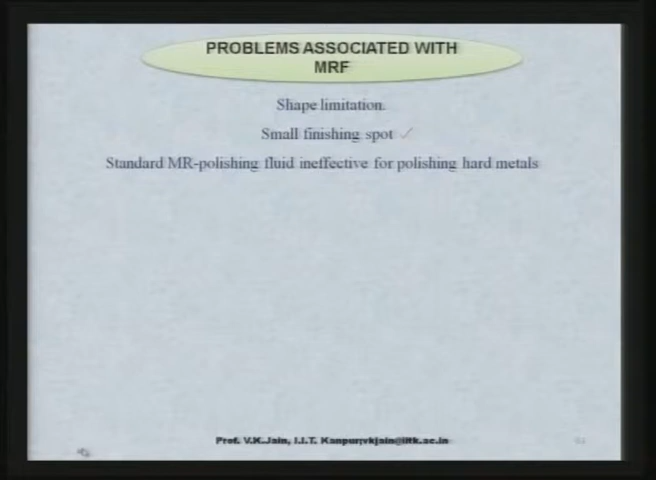 PROBLEMS ASSOCIATED WITH
MRF
Shape limitation.
Small finishing spot
Standard MR-polishing fluid ineffective for polishing hard metals
Prof. V.K.Jain, I.I.T. Kanpur,vkjain@iitk.ac.in